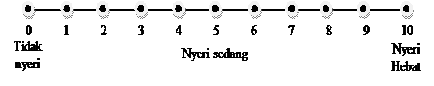 0 1 2 3 4 5 6 7 8 9 10
Tidak Nyeri sedang Nyeri
nyeri Hebat